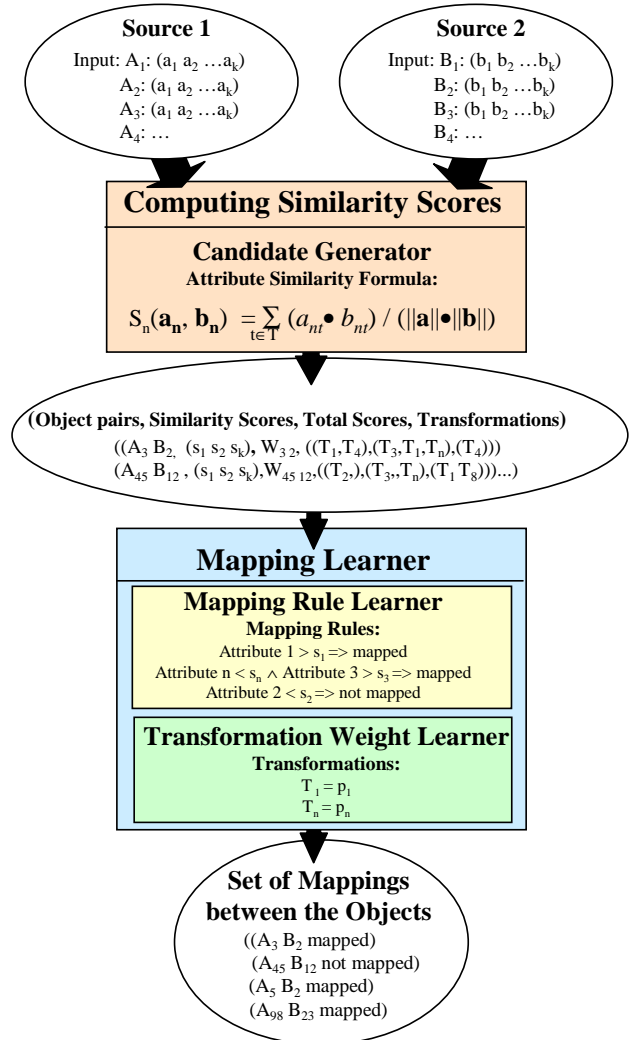 Source 1
Input: A₁: (a₁ a₂ …aₖ)
A₂: (a₁ a₂ …aₖ)
A₃: (a₁ a₂ …aₖ)
A₄: …
Source 2
Input: B₁: (b₁ b₂ …bₖ)
B₂: (b₁ b₂ …bₖ)
B₃: (b₁ b₂ …bₖ)
B₄: …
Computing Similarity Scores
Candidate Generator
Attribute Similarity Formula:
Sₙ(aₙ, bₙ) = ∑ (aₙₜ• bₙₜ) / (||a||•||b||)
t∈T
(Object pairs, Similarity Scores, Total Scores, Transformations)
((A₃ B₂, (s₁ s₂ sₖ), W₃ ₂, ((T₁,T₄),(T₃,T₁,Tₙ),(T₄)))
(A₄₅ B₁₂ , (s₁ s₂ sₖ),W₄₅ ₁₂,((T₂,),(T₃,,Tₙ),(T₁ T₈)))...)
Mapping Learner
Mapping Rule Learner
Mapping Rules:
Attribute 1 > s₁ => mapped
Attribute n < sₙ ∧ Attribute 3 > s₃ => mapped
Attribute 2 < s₂ => not mapped
Transformation Weight Learner
Transformations:
T₁ = p₁
Tₙ = pₙ
Set of Mappings
between the Objects
((A₃ B₂ mapped)
(A₄₅ B₁₂ not mapped)
(A₅ B₂ mapped)
(A₉₈ B₂₃ mapped)